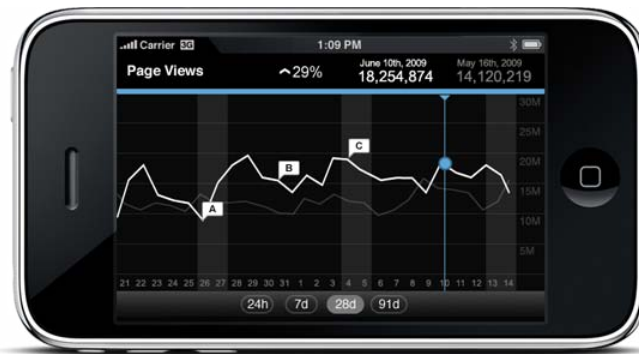 Carrier 3G 1:09 PM
Page Views 29% June 10th, 2009 May 16th, 2009
18,254,874 14,120,219
30M
25M
20M
C
B
15M
A
10M
5M
21 22 23 24 25 26 27 28 29 30 31 1 2 3 4 5 6 7 8 9 10 11 12 13 14
24h 7d 28d 91d